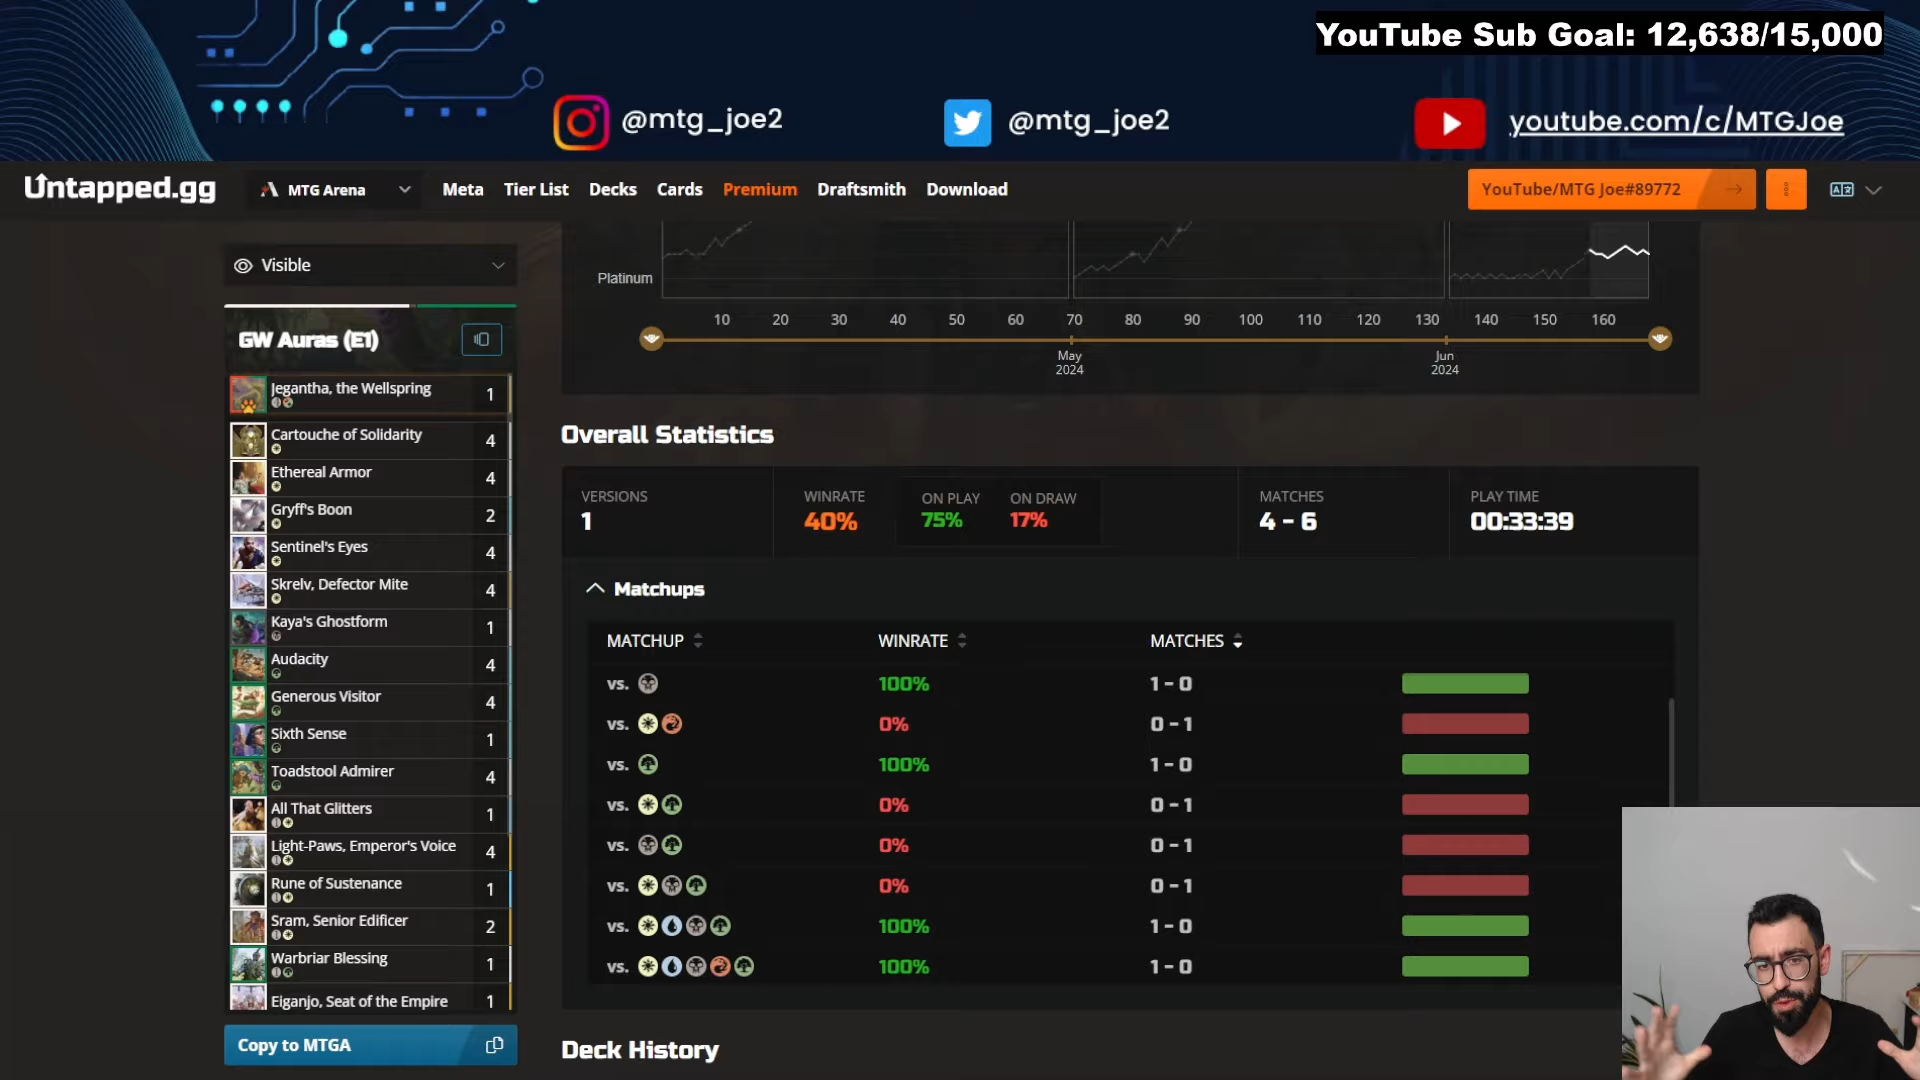 YouTube Sub Goal: 12,638/15,000
@mtg_joe2
@mtg_joe2
youtube.com/c/MTGJoe
Untapped.gg
MTG Arena
Meta
Tier List
Decks
Cards
Premium
Draftsmith
Download
YouTube/MTG Joe#89772
Visible
GW Auras (E1)
Jegantha, the Wellspring 1
Cartouche of Solidarity 4
Ethereal Armor 4
Gryff's Boon 2
Sentinel's Eyes 4
Skrelv, Defector Mite 4
Kaya's Ghostform 1
Audacity 4
Generous Visitor 4
Sixth Sense 1
Toadstool Admirer 4
All That Glitters 1
Light-Paws, Emperor's Voice 4
Rune of Sustenance 1
Sram, Senior Edificer 2
Warbriar Blessing 1
Eiganjo, Seat of the Empire 1
Copy to MTGA
Platinum
10 20 30 40 50 60 70 80 90 100 110 120 130 140 150 160
May 2024
Jun 2024
Overall Statistics
VERSIONS
1
WINRATE
40%
ON PLAY
75%
ON DRAW
17%
MATCHES
4 - 6
PLAY TIME
00:33:39
Matchups
MATCHUP WINRATE MATCHES
vs. 100% 1 - 0
vs. 0% 0 - 1
vs. 100% 1 - 0
vs. 0% 0 - 1
vs. 0% 0 - 1
vs. 0% 0 - 1
vs. 100% 1 - 0
vs. 100% 1 - 0
Deck History